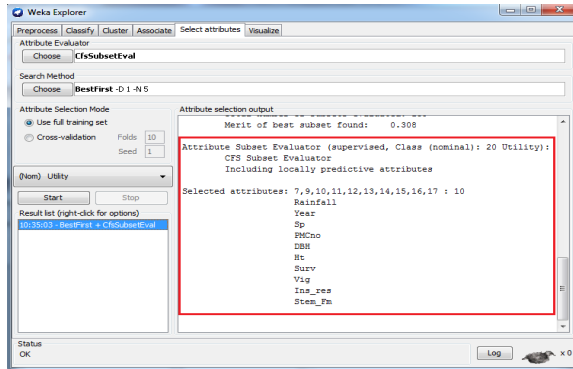 Weka Explorer
Preprocess Classify Cluster Associate Select attributes Visualize
Attribute Evaluator
Choose CfsSubsetEval
Search Method
Choose BestFirst -D 1 -N 5
Attribute Selection Mode
Use full training set
Cross-validation Folds 10
Seed 1
(Nom) Utility
Start Stop
Result list (right-click for options)
10:35:03 - BestFirst + CfsSubsetEval
Attribute selection output
Merit of best subset found: 0.308
Attribute Subset Evaluator (supervised, Class (nominal): 20 Utility):
CFS Subset Evaluator
Including locally predictive attributes
Selected attributes: 7,9,10,11,12,13,14,15,16,17 : 10
Rainfall
Year
Sp
PMCno
DBH
Ht
Surv
Vig
Ins_res
Stem_Fm
Status
OK
Log
x 0